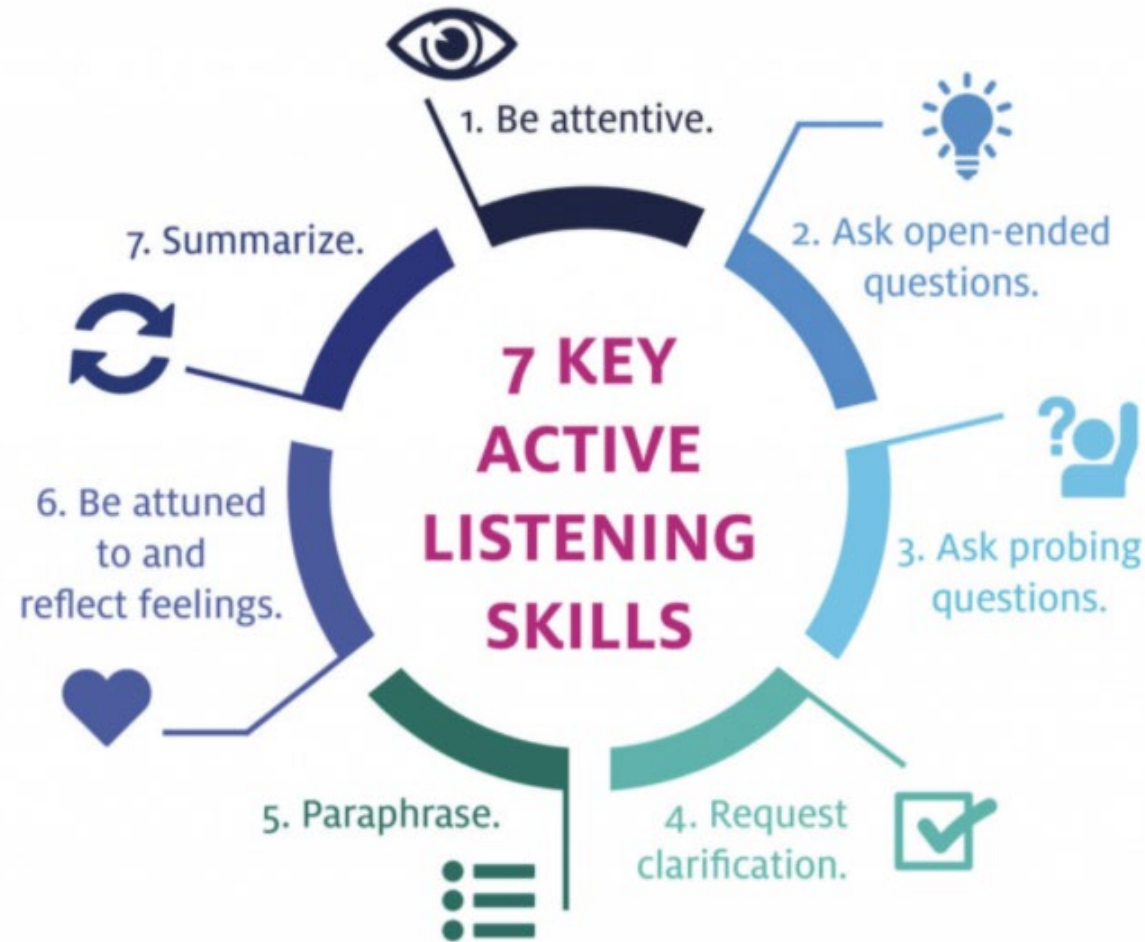 7 KEY
ACTIVE
LISTENING
SKILLS
1. Be attentive.
2. Ask open-ended
questions.
3. Ask probing
questions.
4. Request
clarification.
5. Paraphrase.
6. Be attuned
to and
reflect feelings.
7. Summarize.